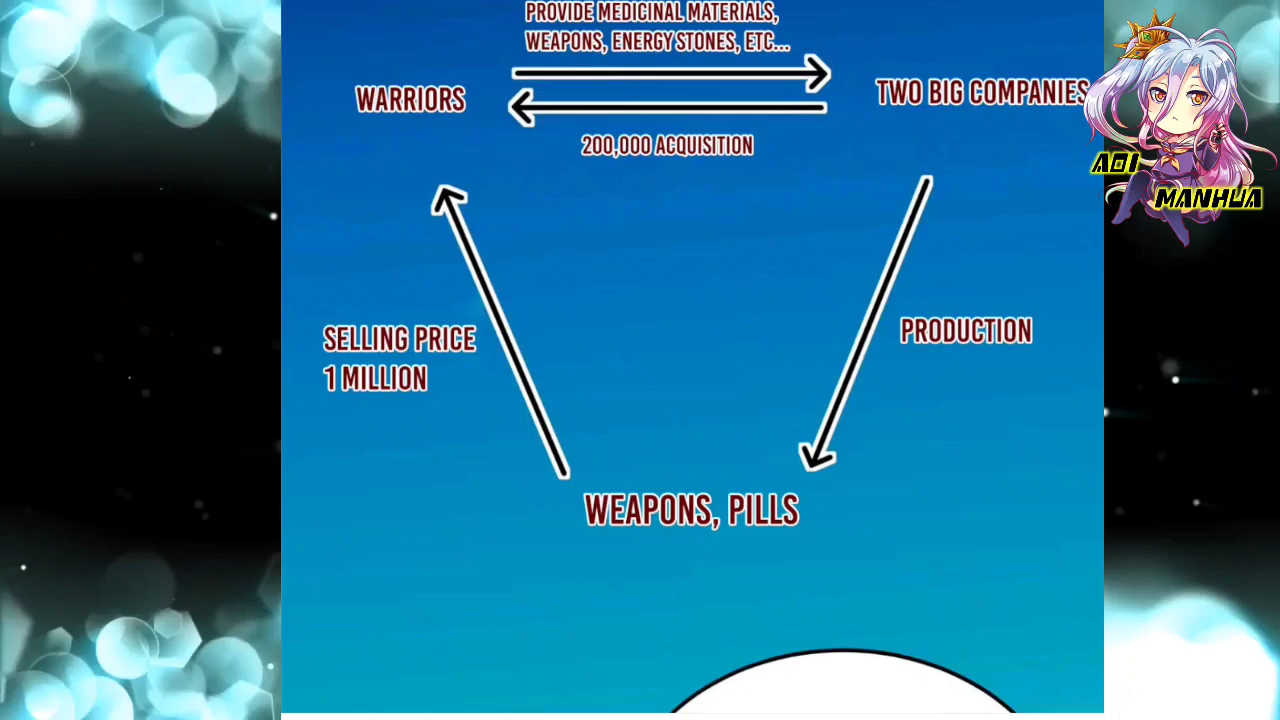 PROVIDE MEDICINAL MATERIALS,
WEAPONS, ENERGY STONES, ETC...
WARRIORS
TWO BIG COMPANIES
200,000 ACQUISITION
SELLING PRICE
1 MILLION
PRODUCTION
WEAPONS, PILLS
AOI
MANHUA